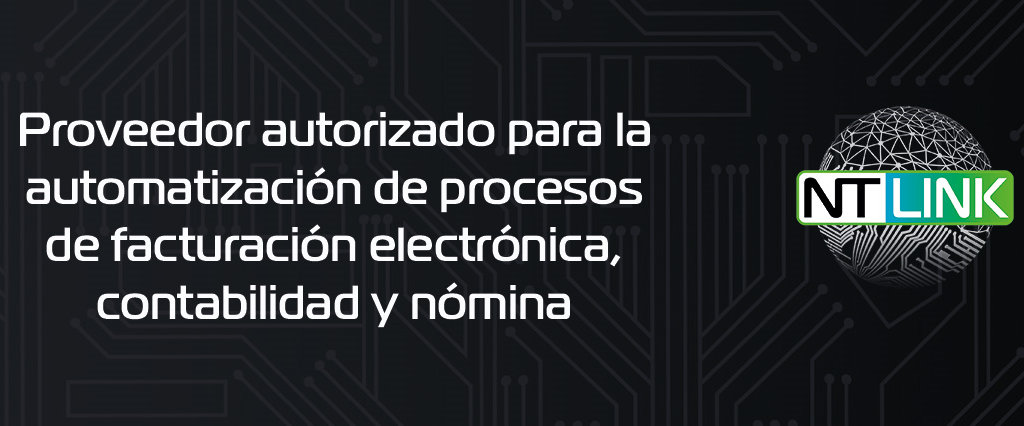 Proveedor autorizado para la
automatización de procesos
de facturación electrónica,
contabilidad y nómina
NT LINK